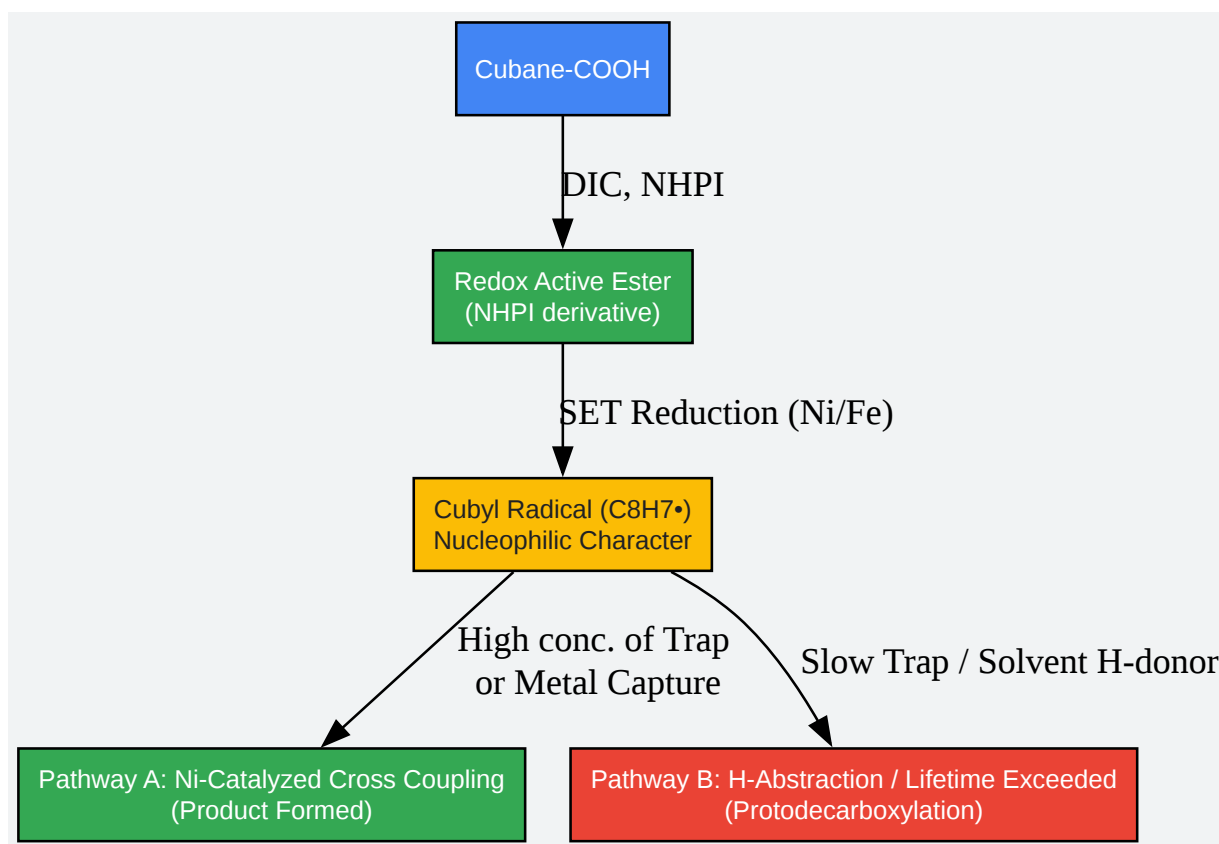 Cubane-COOH
DIC, NHPI
Redox Active Ester
(NHPI derivative)
SET Reduction (Ni/Fe)
Cubyl Radical (C8H7•)
Nucleophilic Character
High conc. of Trap
or Metal Capture
Slow Trap / Solvent H-donor
Pathway A: Ni-Catalyzed Cross Coupling
(Product Formed)
Pathway B: H-Abstraction / Lifetime Exceeded
(Protodecarboxylation)